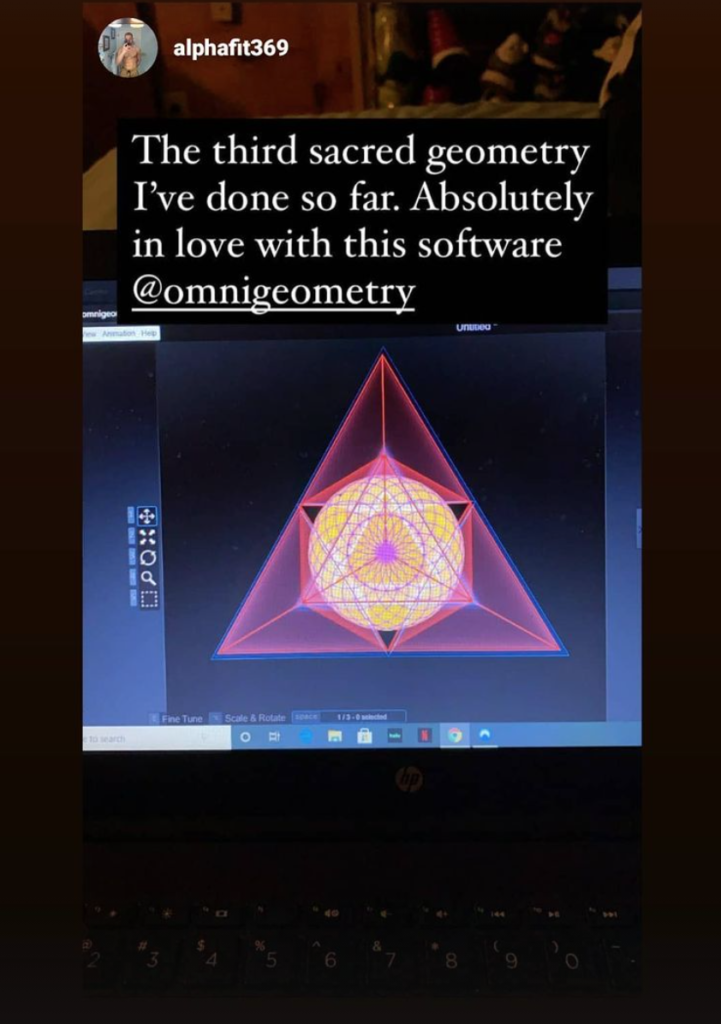 alphafit369
The third sacred geometry
I've done so far. Absolutely
in love with this software
@omnigeometry
omnigeo
Untitled *
View Animation Help
Fine Tune
Scale & Rotate
SPACE
1 / 3 - 0 selected
e to search
hulu
N
hp
@ # $ % ^ & * ( ) _
2 3 4 5 6 7 8 9 0 -